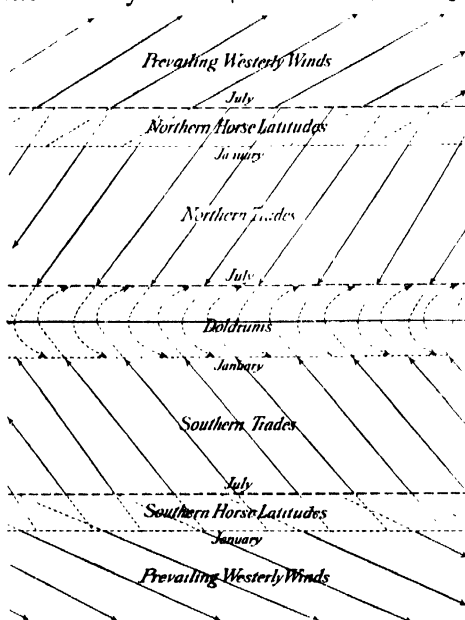 Prevailing Westerly Winds
July
Northern Horse Latitudes
January
Northern Trades
July
Doldrums
January
Southern Trades
July
Southern Horse Latitudes
January
Prevailing Westerly Winds